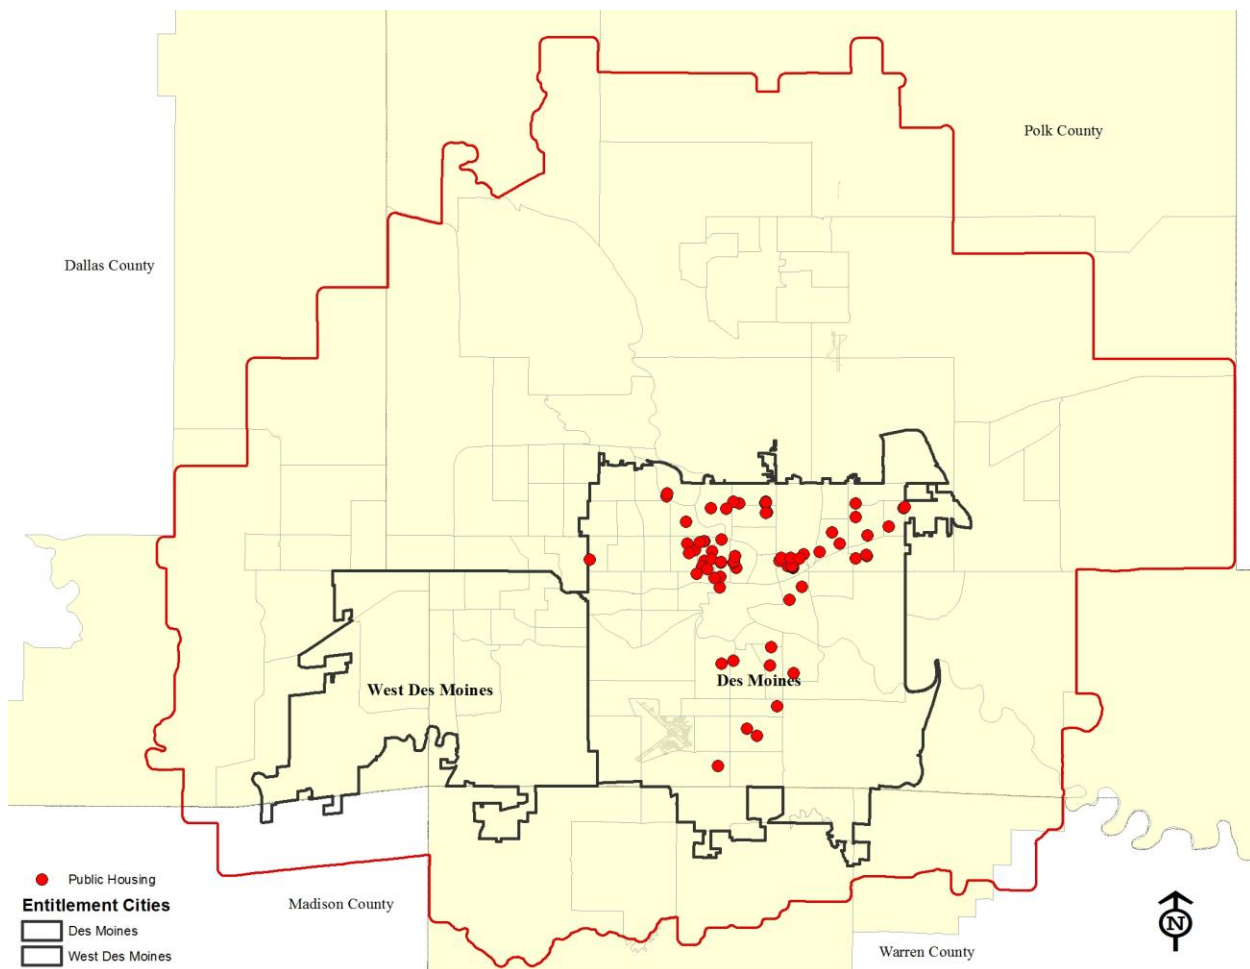 Polk County
Dallas County
West Des Moines
Des Moines
Public Housing
Entitlement Cities
Des Moines
West Des Moines
Madison County
Warren County
N